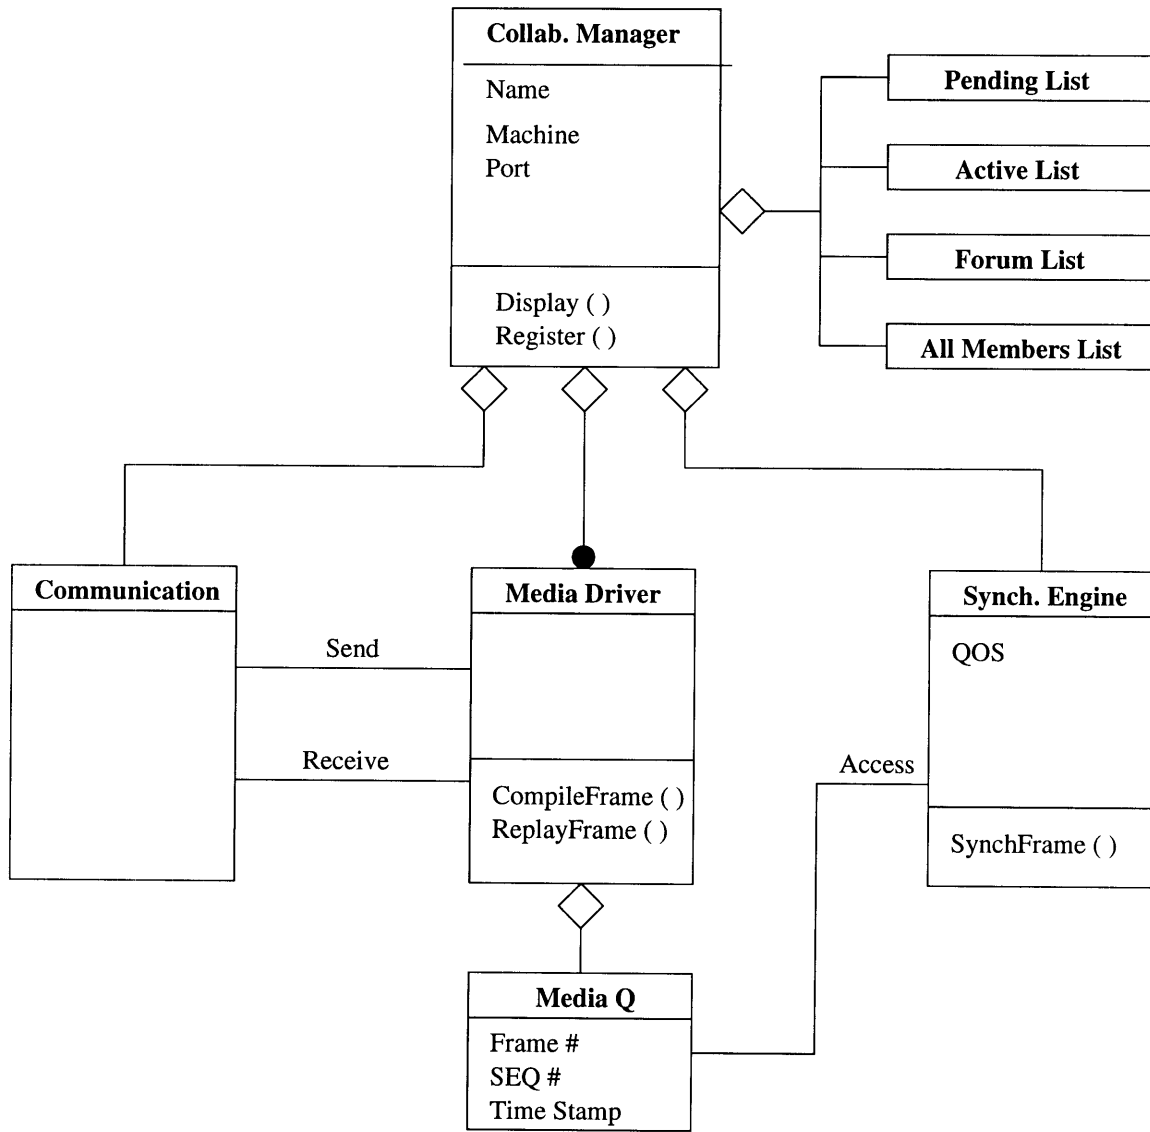 Collab. Manager
Name
Machine
Port
Display ( )
Register ( )
Pending List
Active List
Forum List
All Members List
Communication
Send
Receive
Media Driver
CompileFrame ( )
ReplayFrame ( )
Synch. Engine
QOS
Access
SynchFrame ( )
Media Q
Frame #
SEQ #
Time Stamp